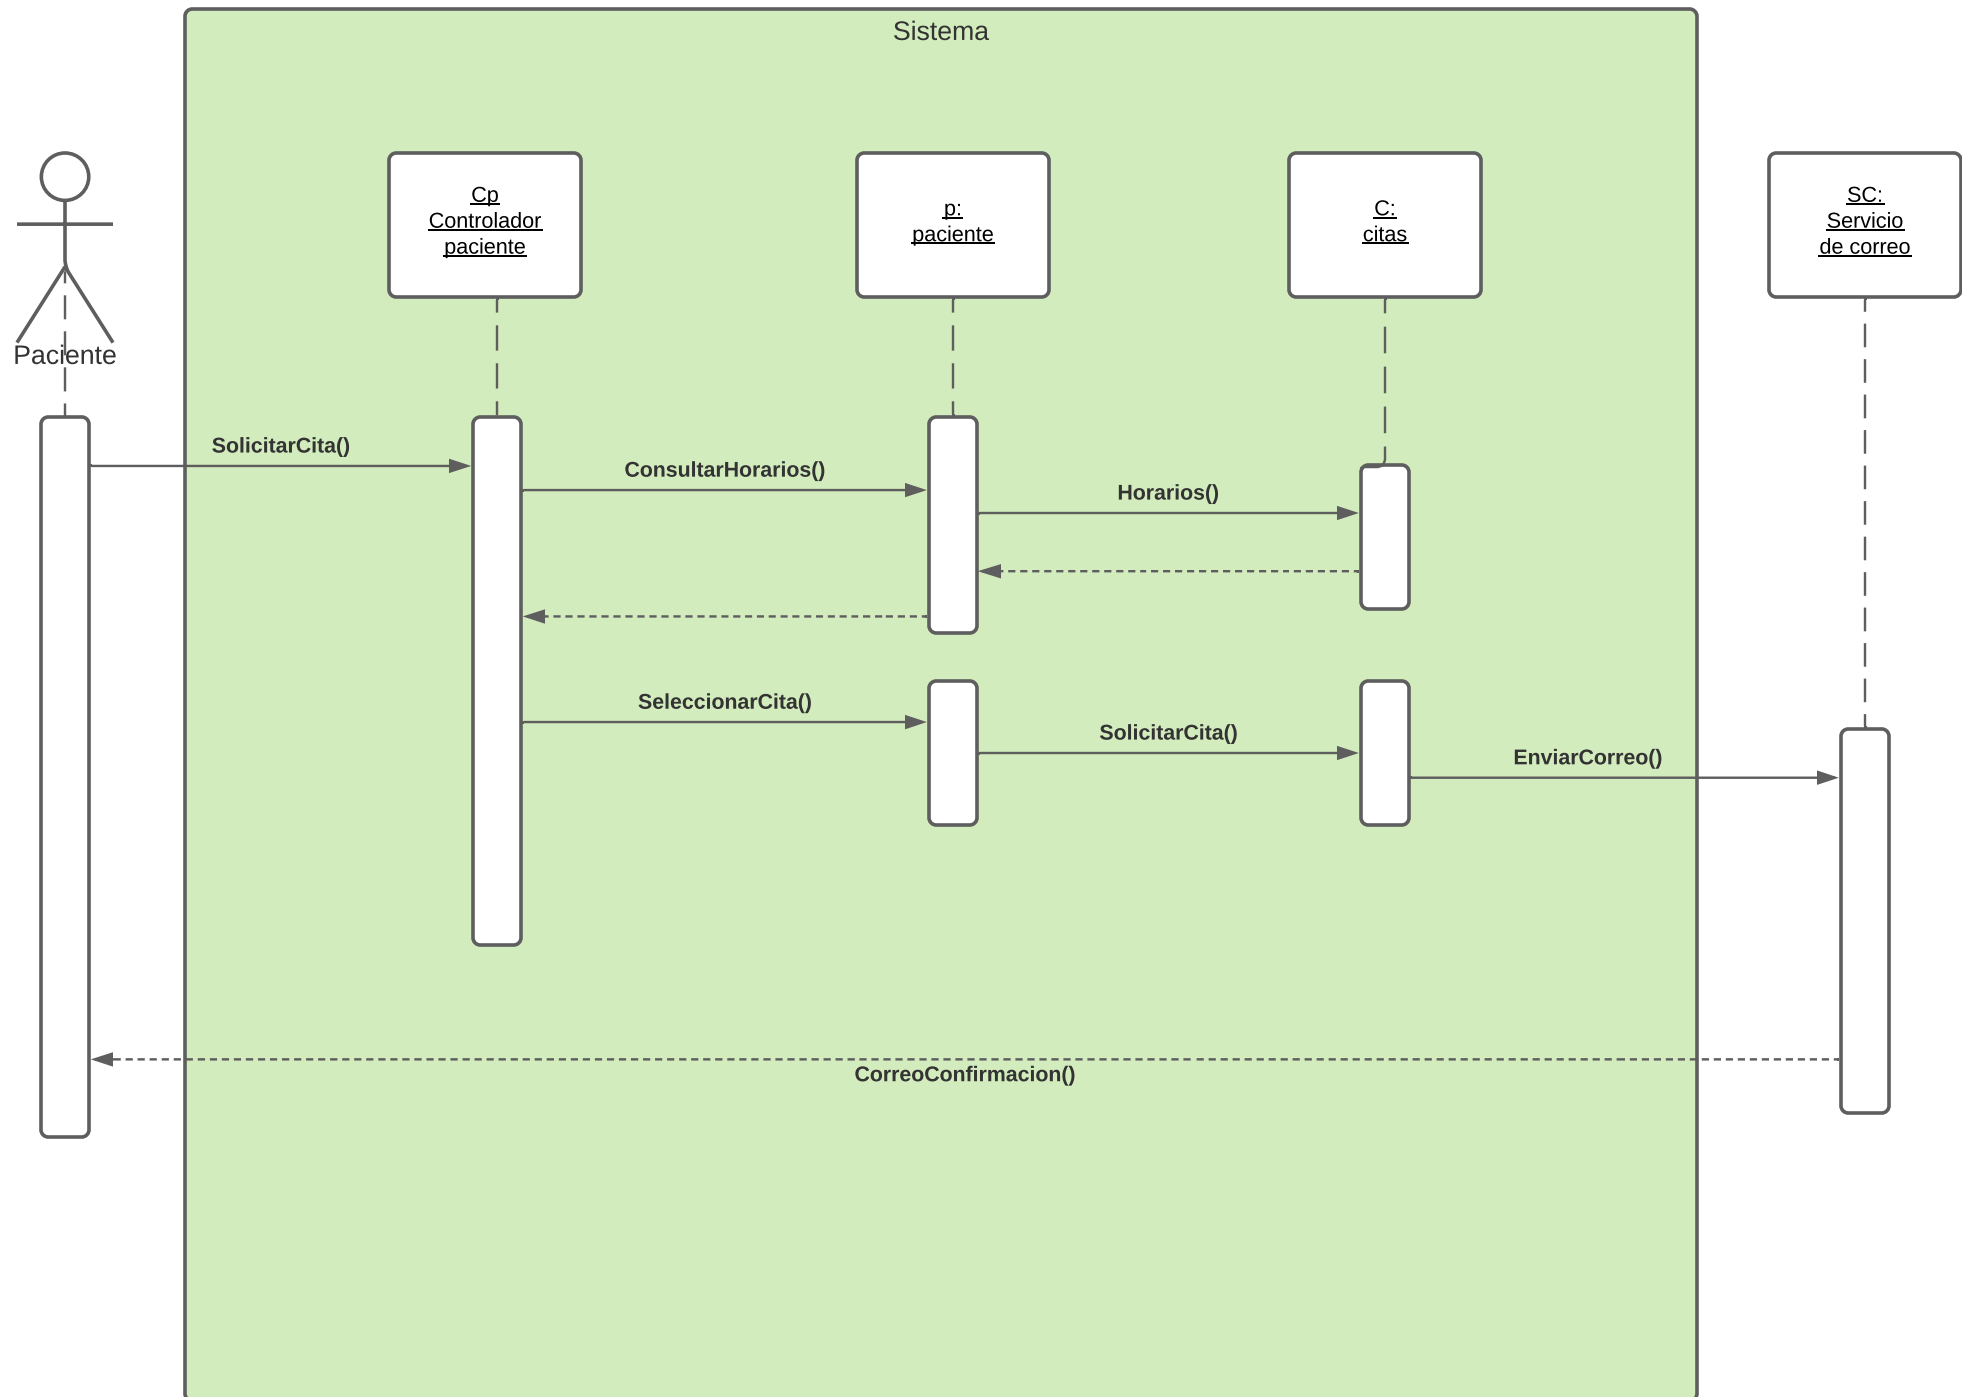 Sistema
Cp
Controlador
paciente
p:
paciente
C:
citas
SC:
Servicio
de correo
Paciente
SolicitarCita()
ConsultarHorarios()
Horarios()
SeleccionarCita()
SolicitarCita()
EnviarCorreo()
CorreoConfirmacion()